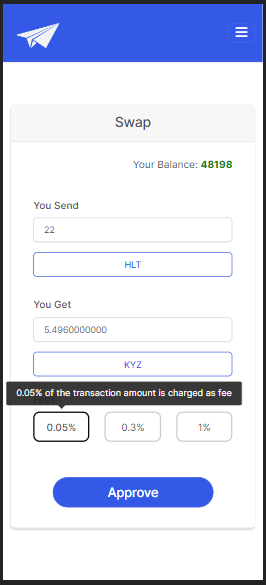 Swap
Your Balance: 48198
You Send
22
HLT
You Get
5.4960000000
KYZ
0.05% of the transaction amount is charged as fee
0.05% 0.3% 1%
Approve